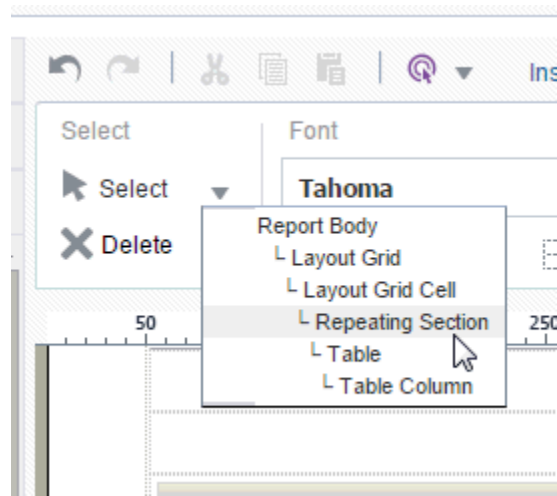 Ins
Select
Font
Select
Tahoma
Delete
Report Body
└ Layout Grid
└ Layout Grid Cell
└ Repeating Section
└ Table
└ Table Column
50
250